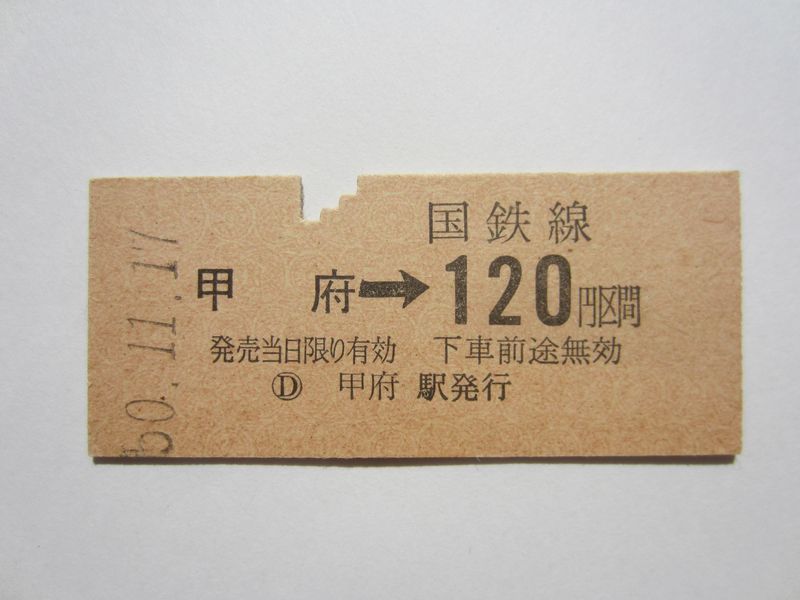 国鉄線
甲府→120円区間
発売当日限り有効 下車前途無効
Ⓓ 甲府 駅発行
60.11.17